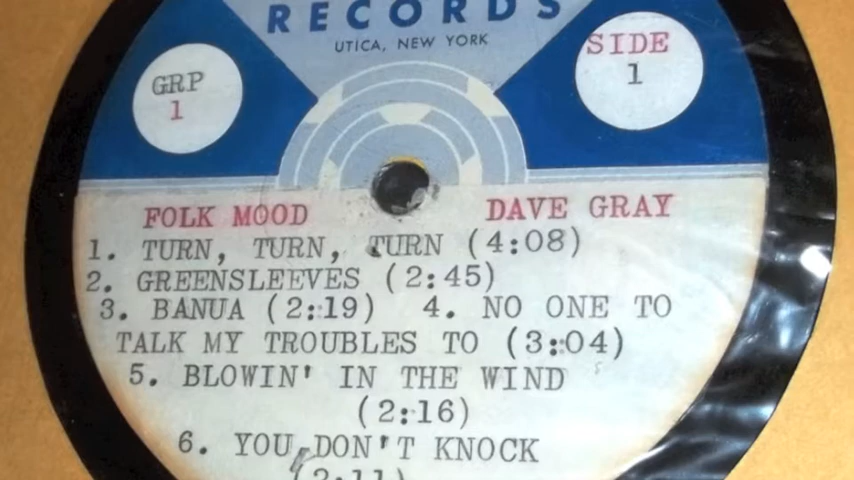 RECORDS
UTICA, NEW YORK
GRP
1
SIDE
1
FOLK MOOD DAVE GRAY
1. TURN, TURN, TURN (4:08)
2. GREENSLEEVES (2:45)
3. BANUA (2:19) 4. NO ONE TO
TALK MY TROUBLES TO (3:04)
5. BLOWIN' IN THE WIND
(2:16)
6. YOU DON'T KNOCK
(2:11)